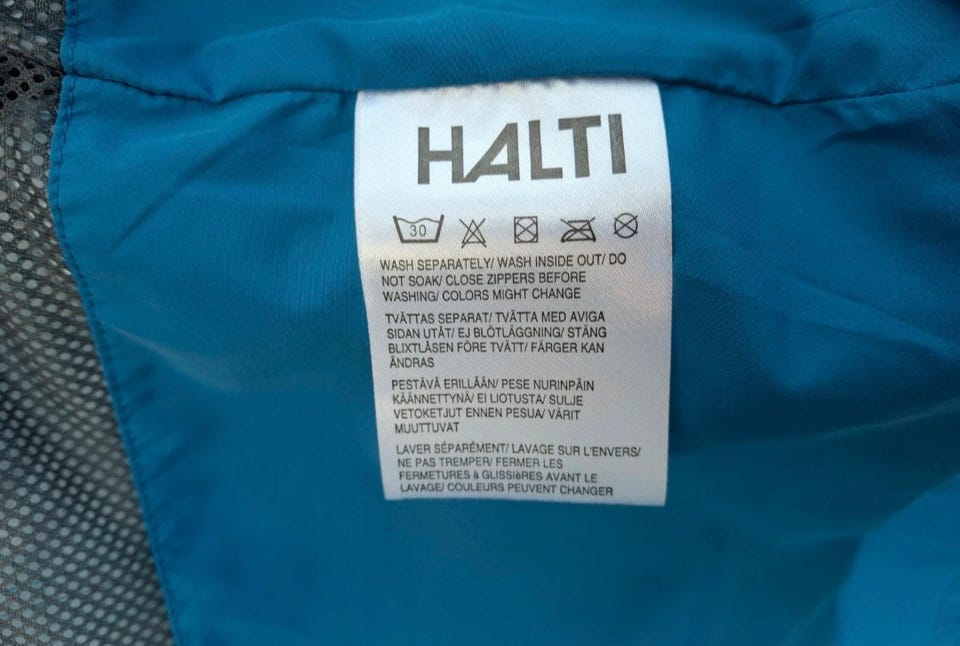 HALTI
30
WASH SEPARATELY/ WASH INSIDE OUT/ DO
NOT SOAK/ CLOSE ZIPPERS BEFORE
WASHING/ COLORS MIGHT CHANGE
TVÄTTAS SEPARAT/ TVÄTTA MED AVIGA
SIDAN UTÅT/ EJ BLÖTLÄGGNING/ STÄNG
BLIXTLÅSEN FÖRE TVÄTT/ FÄRGER KAN
ÄNDRAS
PESTÄVÄ ERILLÄÄN/ PESE NURINPÄIN
KÄÄNNETTYNÄ/ EI LIOTUSTA/ SULJE
VETOKETJUT ENNEN PESUA/ VÄRIT
MUUTTUVAT
LAVER SÉPARÉMENT/ LAVAGE SUR L'ENVERS/
NE PAS TREMPER/ FERMER LES
FERMETURES à GLISSIèRES AVANT LE
LAVAGE/ COULEURS PEUVENT CHANGER